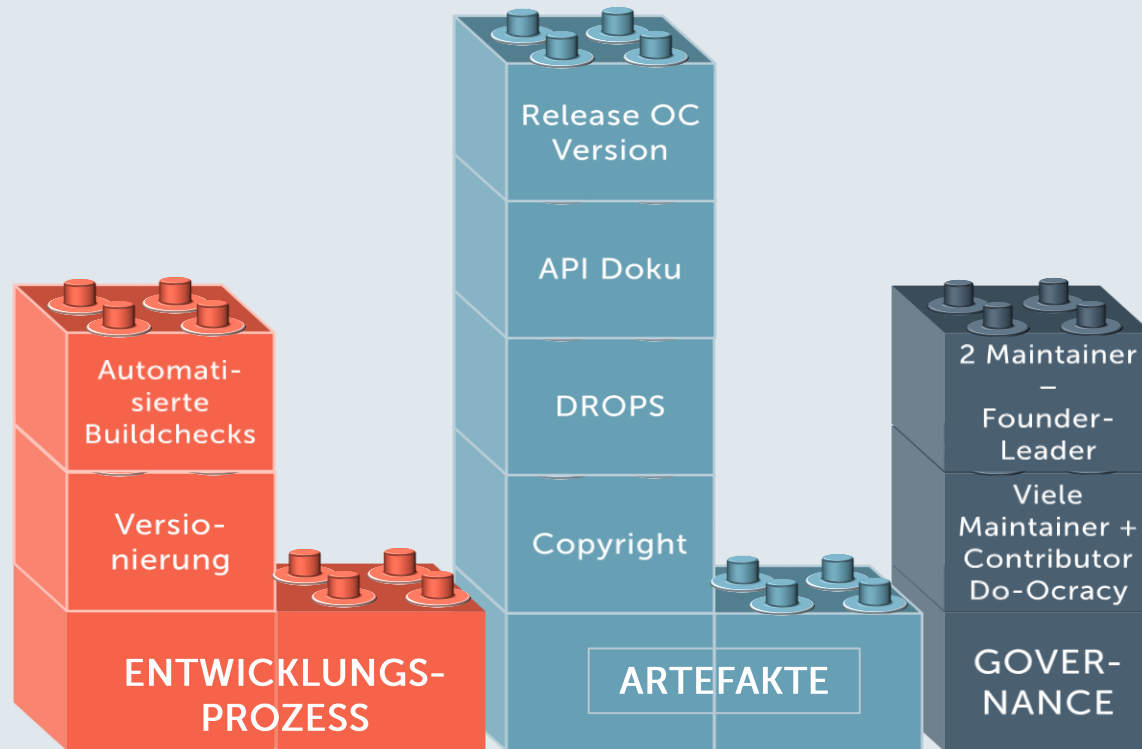 Automati-
sierte
Buildchecks
Versio-
nierung
ENTWICKLUNGS-
PROZESS
Release OC
Version
API Doku
DROPS
Copyright
ARTEFAKTE
2 Maintainer
–
Founder-
Leader
Viele
Maintainer +
Contributor
Do-Ocracy
GOVER-
NANCE